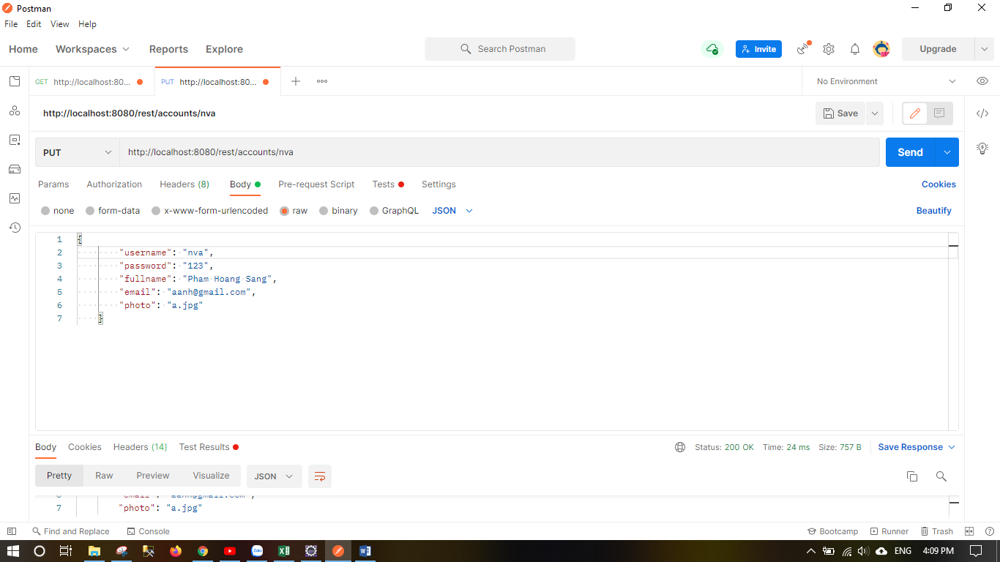 Postman
File Edit View Help
Home Workspaces Reports Explore Search Postman Invite Upgrade
GET http://localhost:80... PUT http://localhost:80... No Environment
http://localhost:8080/rest/accounts/nva Save
PUT http://localhost:8080/rest/accounts/nva Send
Params Authorization Headers (8) Body Pre-request Script Tests Settings Cookies
none form-data x-www-form-urlencoded raw binary GraphQL JSON Beautify
1 {
2 "username": "nva",
3 "password": "123",
4 "fullname": "Pham Hoang Sang",
5 "email": "aanh@gmail.com",
6 "photo": "a.jpg"
7 }
Body Cookies Headers (14) Test Results Status: 200 OK Time: 24 ms Size: 757 B Save Response
Pretty Raw Preview Visualize JSON
6 "email": "aanh@gmail.com",
7 "photo": "a.jpg"
Find and Replace Console Bootcamp Runner Trash
Zalo ENG 4:09 PM